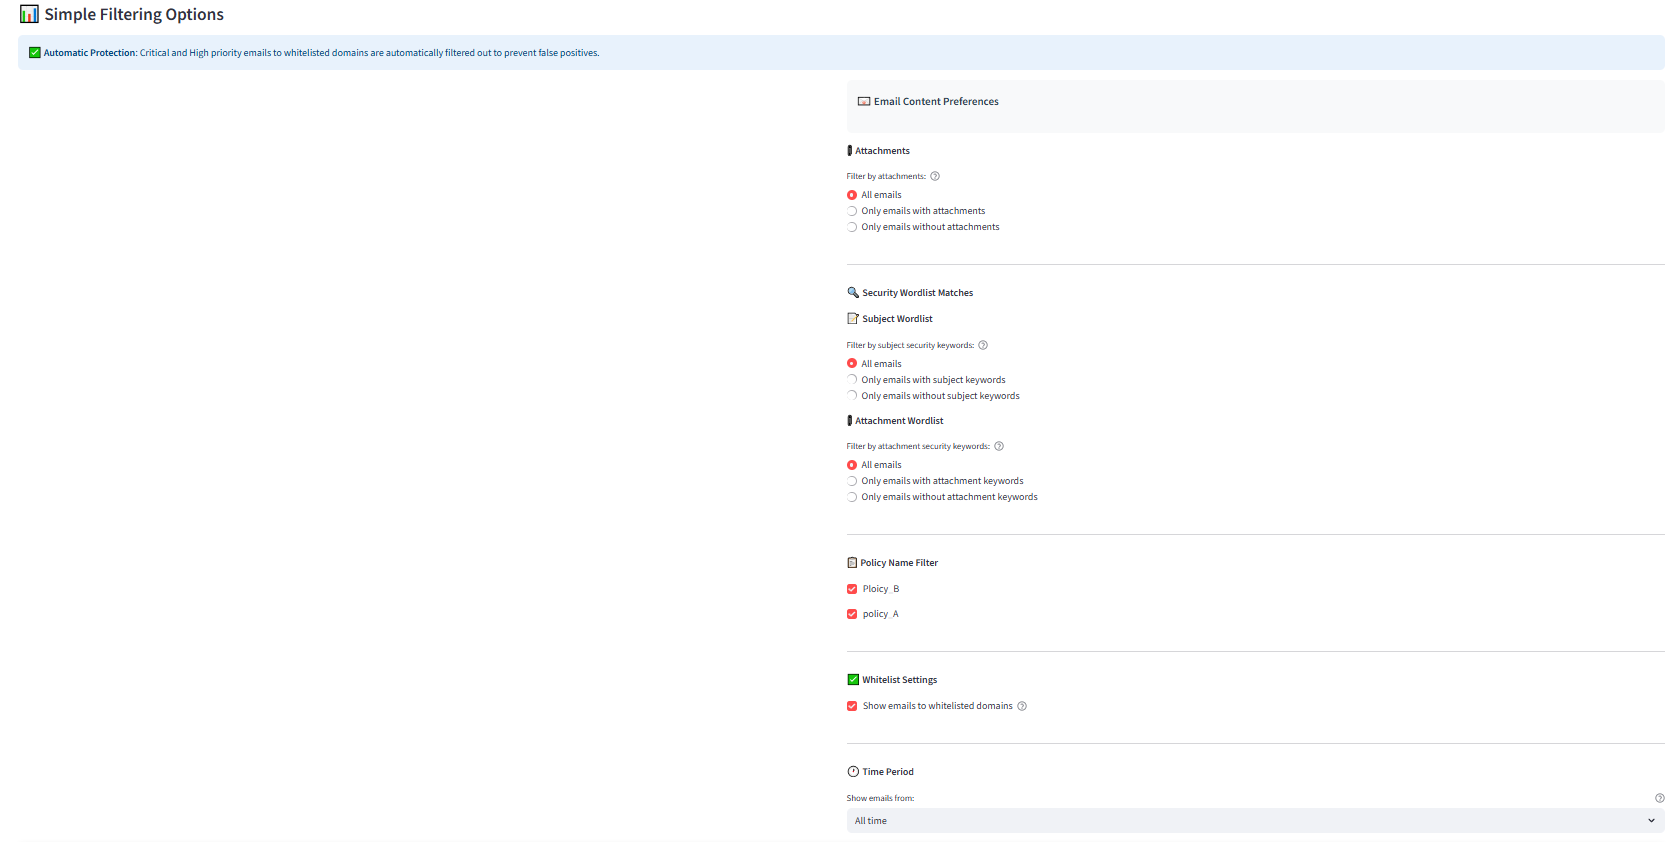 Simple Filtering Options
Automatic Protection: Critical and High priority emails to whitelisted domains are automatically filtered out to prevent false positives.
Email Content Preferences
Attachments
Filter by attachments:
All emails
Only emails with attachments
Only emails without attachments
Security Wordlist Matches
Subject Wordlist
Filter by subject security keywords:
All emails
Only emails with subject keywords
Only emails without subject keywords
Attachment Wordlist
Filter by attachment security keywords:
All emails
Only emails with attachment keywords
Only emails without attachment keywords
Policy Name Filter
Ploicy_B
policy_A
Whitelist Settings
Show emails to whitelisted domains
Time Period
Show emails from:
All time